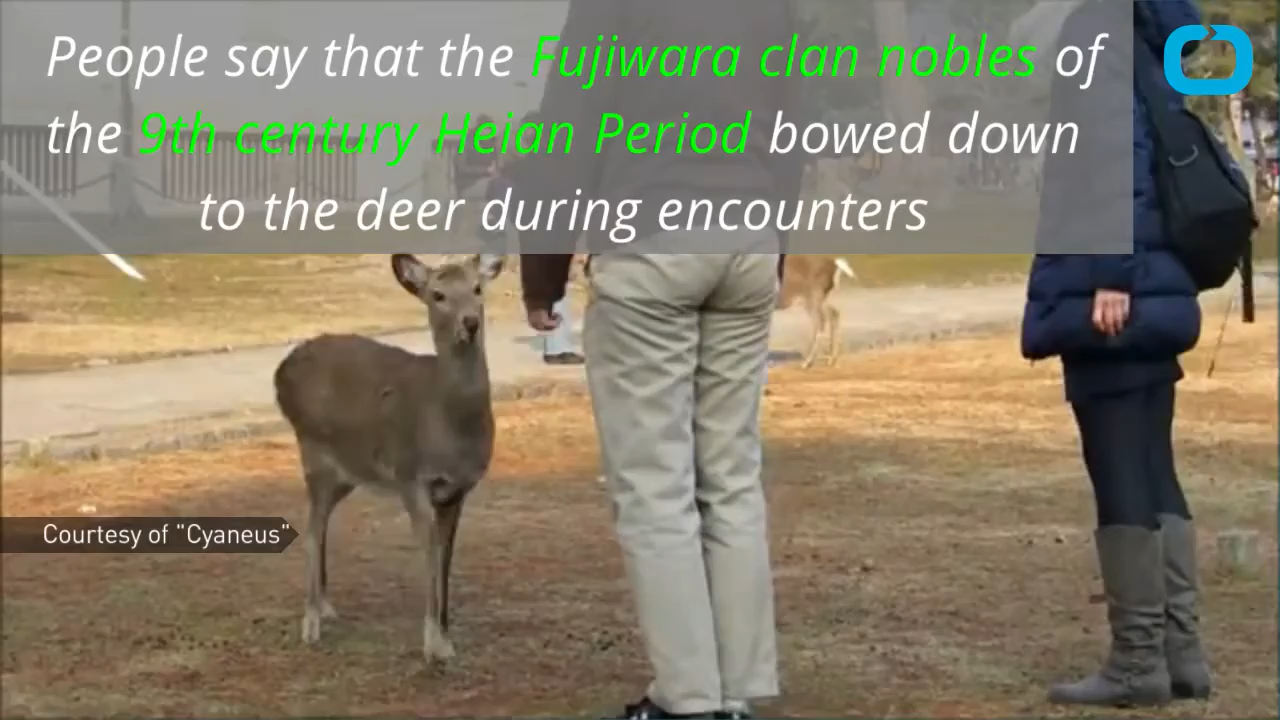 People say that the Fujiwara clan nobles of
the 9th century Heian Period bowed down
to the deer during encounters
Courtesy of "Cyaneus"